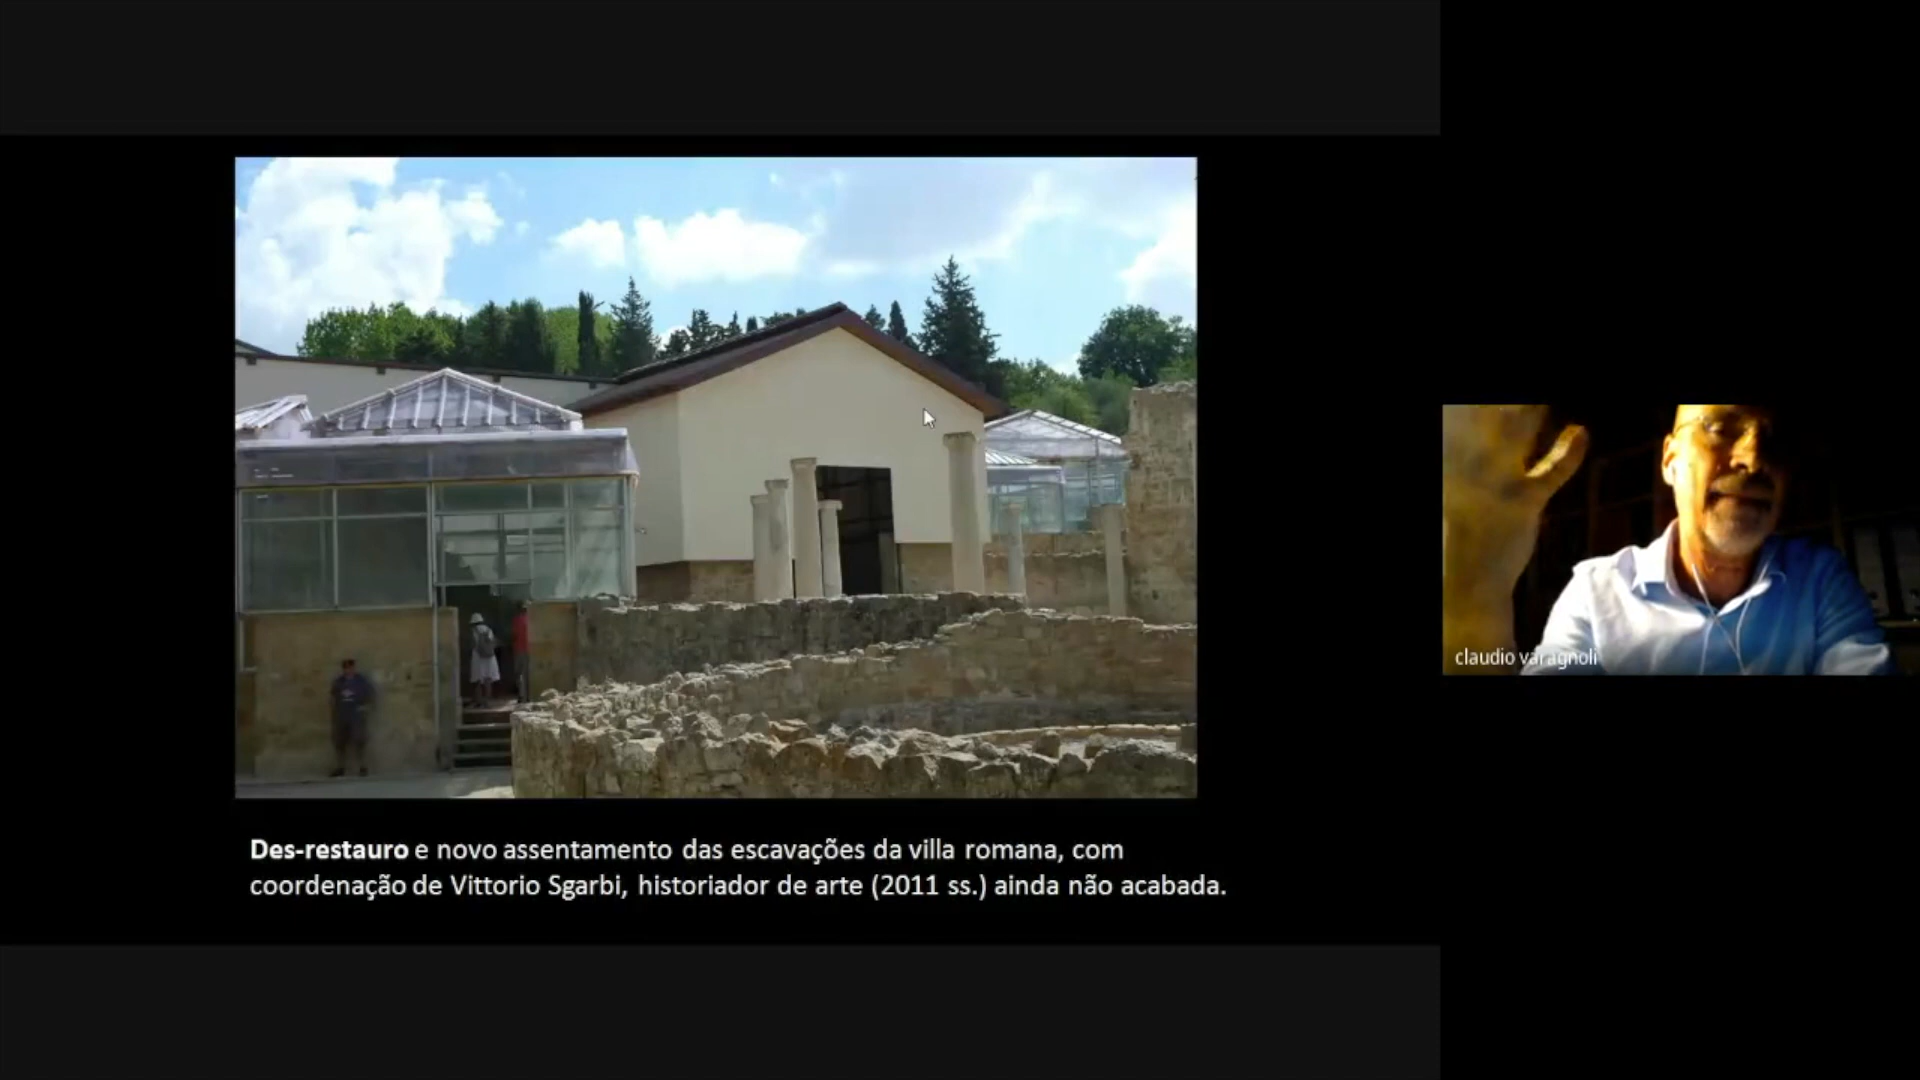 Des-restauro e novo assentamento das escavações da villa romana, com
coordenação de Vittorio Sgarbi, historiador de arte (2011 ss.) ainda não acabada.
claudio varagnoli